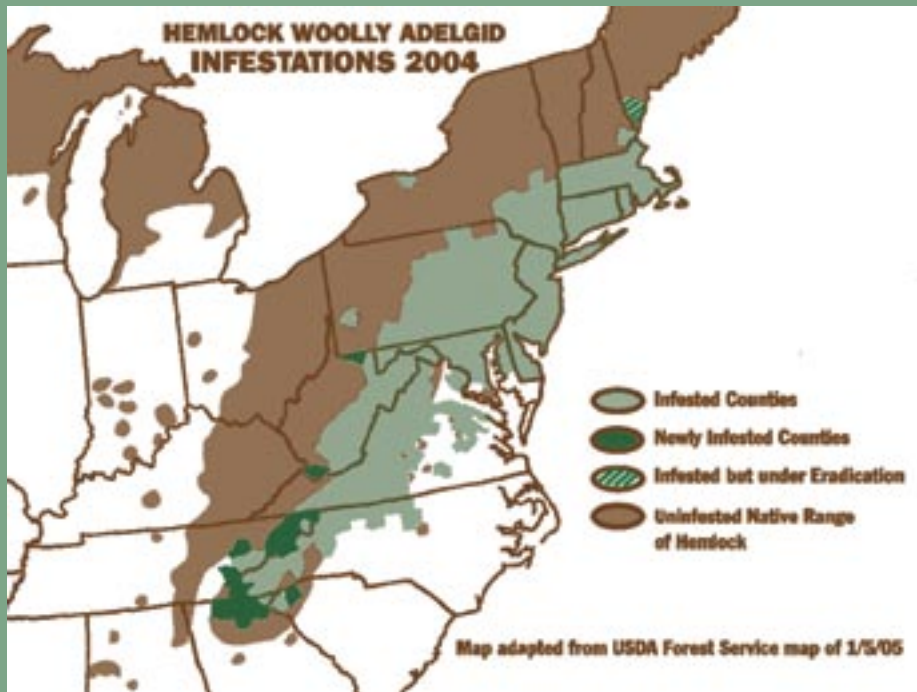 HEMLOCK WOOLLY ADELGID
INFESTATIONS 2004
Infested Counties
Newly Infested Counties
Infested but under Eradication
Uninfested Native Range
of Hemlock
Map adapted from USDA Forest Service map of 1/5/05